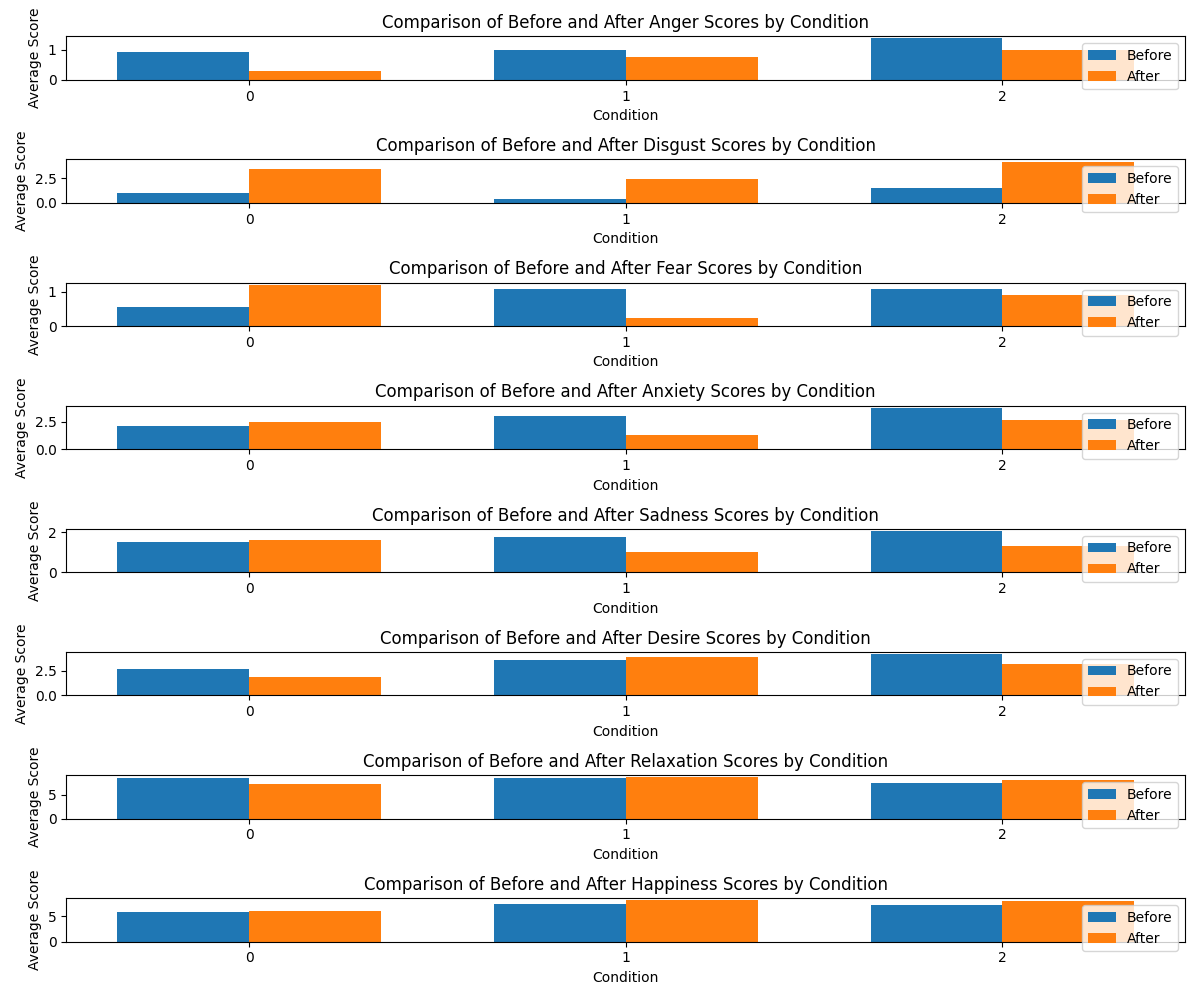 Comparison of Before and After Anger Scores by Condition
Average Score
1
0
Before
After
0 1 2
Condition
Comparison of Before and After Disgust Scores by Condition
Average Score
2.5
0.0
Before
After
0 1 2
Condition
Comparison of Before and After Fear Scores by Condition
Average Score
1
0
Before
After
0 1 2
Condition
Comparison of Before and After Anxiety Scores by Condition
Average Score
2.5
0.0
Before
After
0 1 2
Condition
Comparison of Before and After Sadness Scores by Condition
Average Score
2
0
Before
After
0 1 2
Condition
Comparison of Before and After Desire Scores by Condition
Average Score
2.5
0.0
Before
After
0 1 2
Condition
Comparison of Before and After Relaxation Scores by Condition
Average Score
5
0
Before
After
0 1 2
Condition
Comparison of Before and After Happiness Scores by Condition
Average Score
5
0
Before
After
0 1 2
Condition